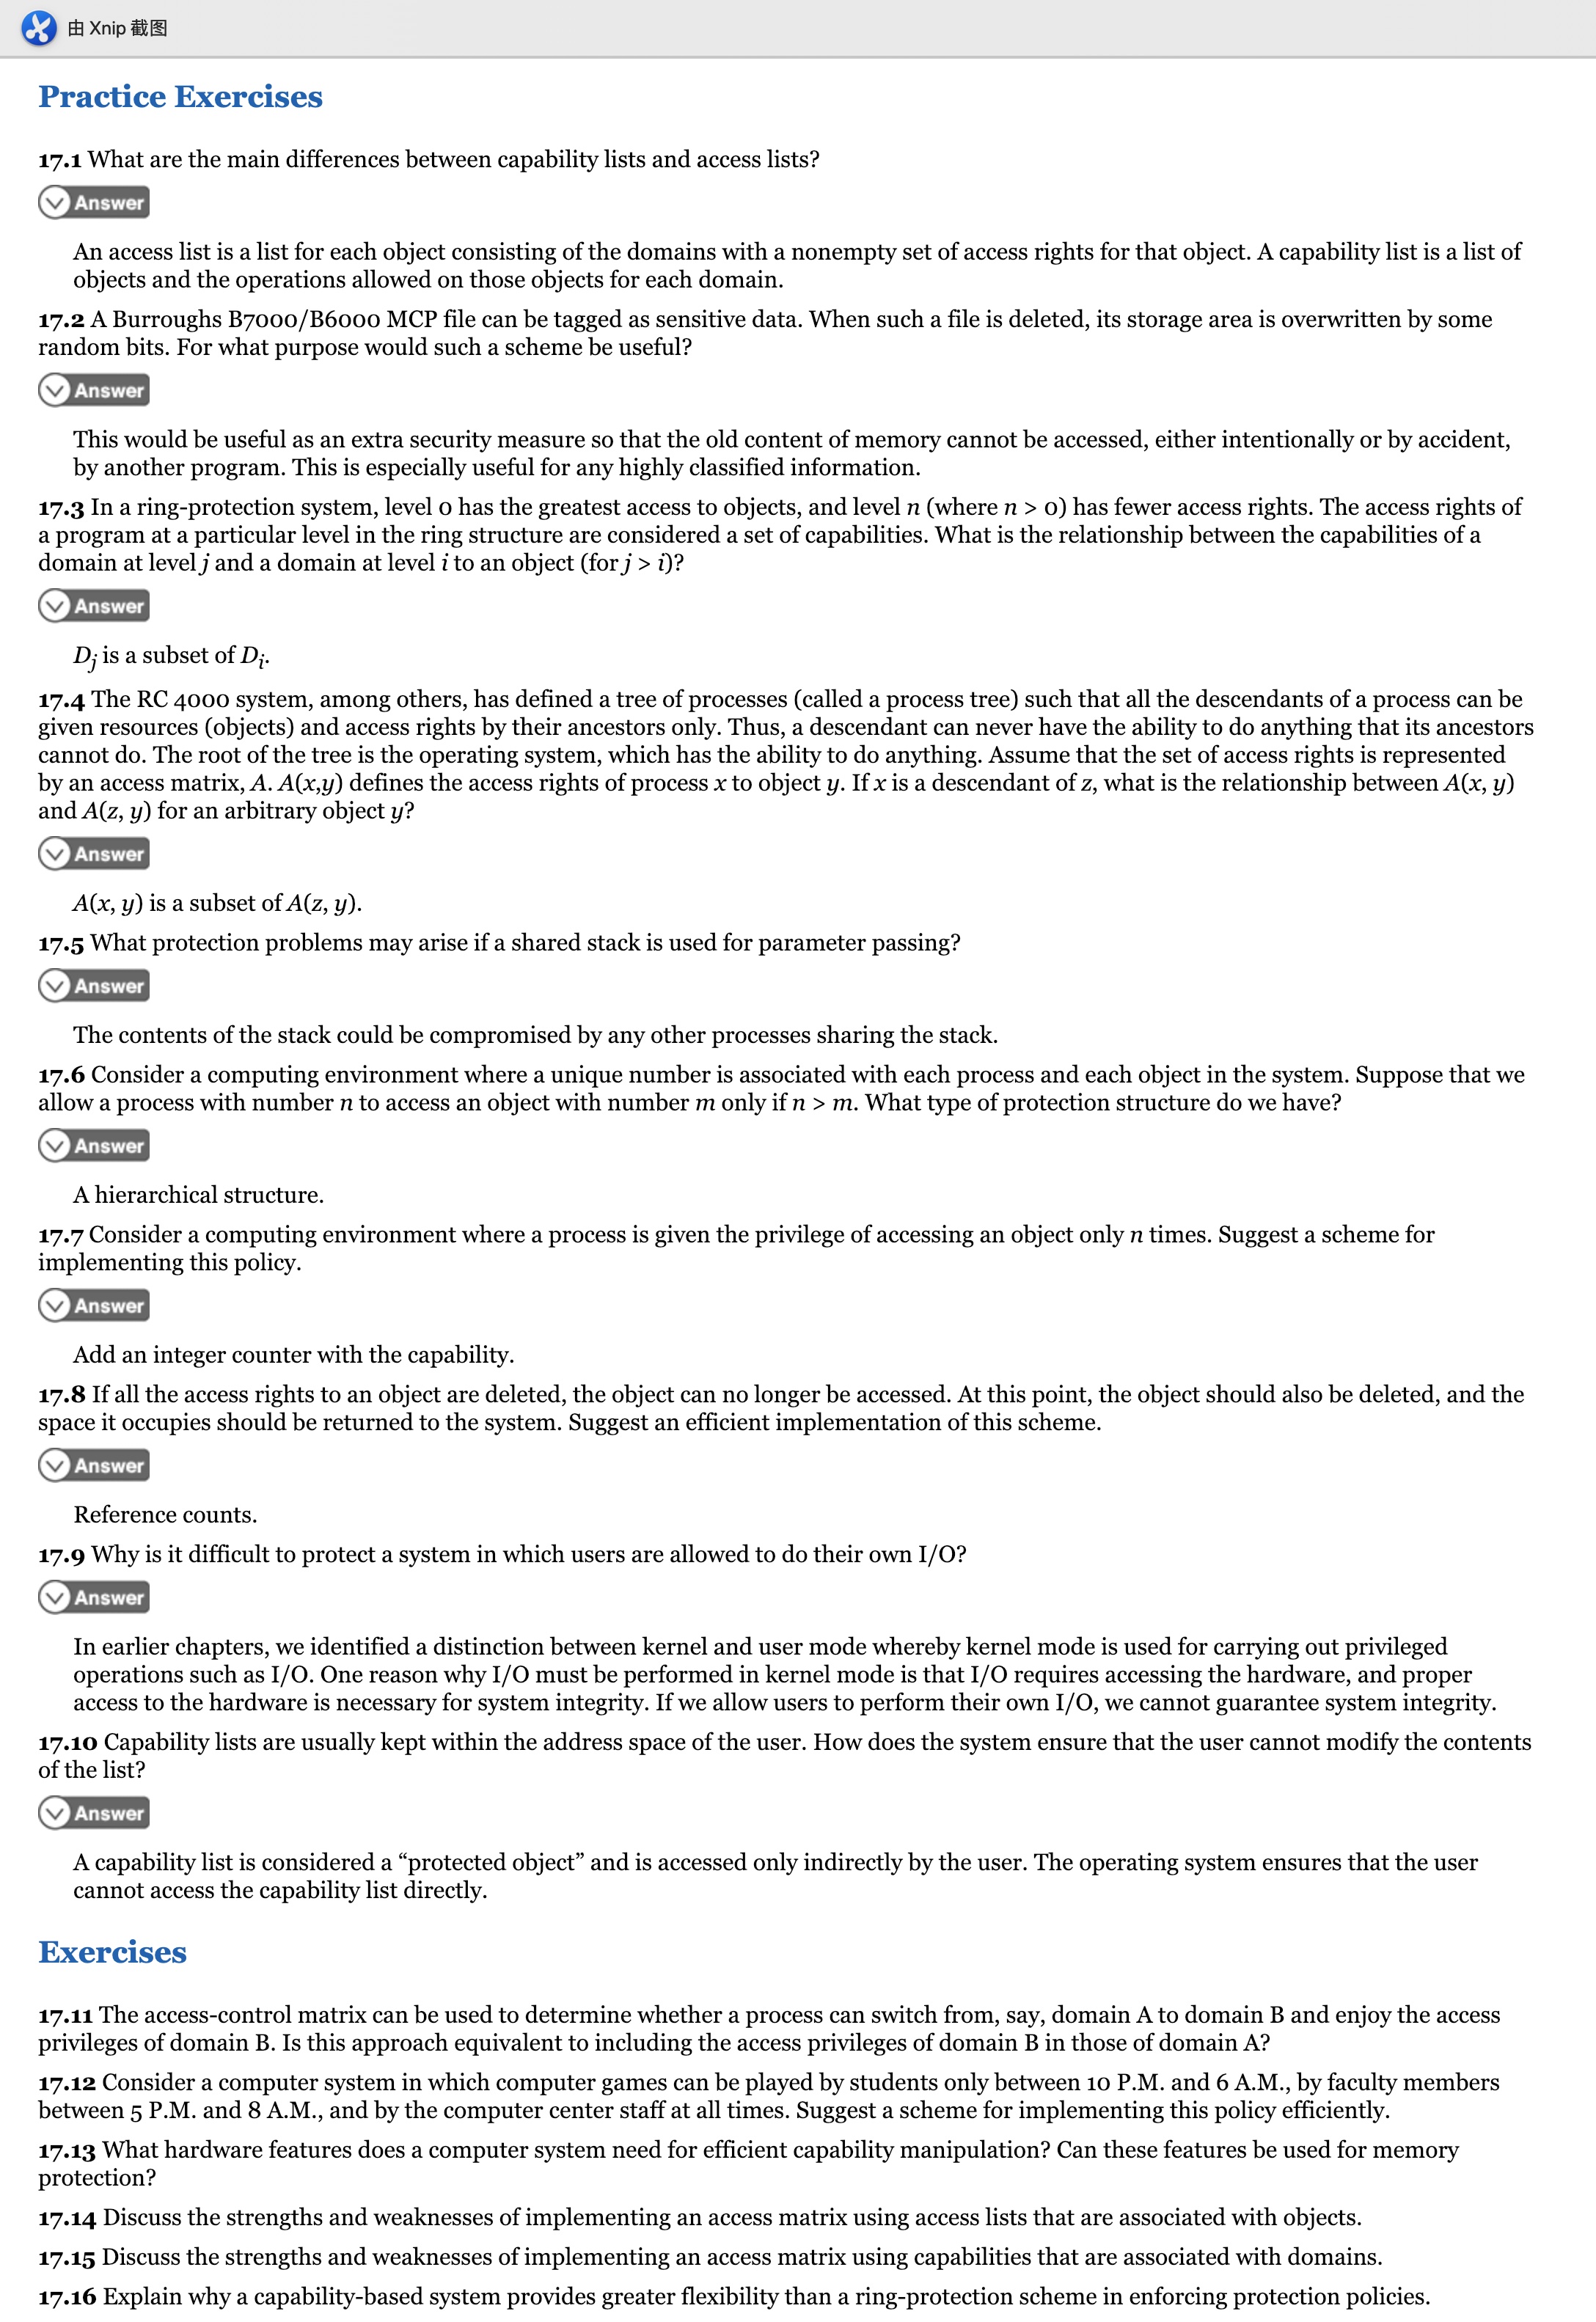 由 Xnip 截图
Practice Exercises
17.1 What are the main differences between capability lists and access lists?
Answer
An access list is a list for each object consisting of the domains with a nonempty set of access rights for that object. A capability list is a list of
objects and the operations allowed on those objects for each domain.
17.2 A Burroughs B7000/B6000 MCP file can be tagged as sensitive data. When such a file is deleted, its storage area is overwritten by some
random bits. For what purpose would such a scheme be useful?
Answer
This would be useful as an extra security measure so that the old content of memory cannot be accessed, either intentionally or by accident,
by another program. This is especially useful for any highly classified information.
17.3 In a ring-protection system, level 0 has the greatest access to objects, and level n (where n > 0) has fewer access rights. The access rights of
a program at a particular level in the ring structure are considered a set of capabilities. What is the relationship between the capabilities of a
domain at level j and a domain at level i to an object (for j > i)?
Answer
Dj is a subset of Di.
17.4 The RC 4000 system, among others, has defined a tree of processes (called a process tree) such that all the descendants of a process can be
given resources (objects) and access rights by their ancestors only. Thus, a descendant can never have the ability to do anything that its ancestors
cannot do. The root of the tree is the operating system, which has the ability to do anything. Assume that the set of access rights is represented
by an access matrix, A. A(x,y) defines the access rights of process x to object y. If x is a descendant of z, what is the relationship between A(x, y)
and A(z, y) for an arbitrary object y?
Answer
A(x, y) is a subset of A(z, y).
17.5 What protection problems may arise if a shared stack is used for parameter passing?
Answer
The contents of the stack could be compromised by any other processes sharing the stack.
17.6 Consider a computing environment where a unique number is associated with each process and each object in the system. Suppose that we
allow a process with number n to access an object with number m only if n > m. What type of protection structure do we have?
Answer
A hierarchical structure.
17.7 Consider a computing environment where a process is given the privilege of accessing an object only n times. Suggest a scheme for
implementing this policy.
Answer
Add an integer counter with the capability.
17.8 If all the access rights to an object are deleted, the object can no longer be accessed. At this point, the object should also be deleted, and the
space it occupies should be returned to the system. Suggest an efficient implementation of this scheme.
Answer
Reference counts.
17.9 Why is it difficult to protect a system in which users are allowed to do their own I/O?
Answer
In earlier chapters, we identified a distinction between kernel and user mode whereby kernel mode is used for carrying out privileged
operations such as I/O. One reason why I/O must be performed in kernel mode is that I/O requires accessing the hardware, and proper
access to the hardware is necessary for system integrity. If we allow users to perform their own I/O, we cannot guarantee system integrity.
17.10 Capability lists are usually kept within the address space of the user. How does the system ensure that the user cannot modify the contents
of the list?
Answer
A capability list is considered a “protected object” and is accessed only indirectly by the user. The operating system ensures that the user
cannot access the capability list directly.
Exercises
17.11 The access-control matrix can be used to determine whether a process can switch from, say, domain A to domain B and enjoy the access
privileges of domain B. Is this approach equivalent to including the access privileges of domain B in those of domain A?
17.12 Consider a computer system in which computer games can be played by students only between 10 P.M. and 6 A.M., by faculty members
between 5 P.M. and 8 A.M., and by the computer center staff at all times. Suggest a scheme for implementing this policy efficiently.
17.13 What hardware features does a computer system need for efficient capability manipulation? Can these features be used for memory
protection?
17.14 Discuss the strengths and weaknesses of implementing an access matrix using access lists that are associated with objects.
17.15 Discuss the strengths and weaknesses of implementing an access matrix using capabilities that are associated with domains.
17.16 Explain why a capability-based system provides greater flexibility than a ring-protection scheme in enforcing protection policies.